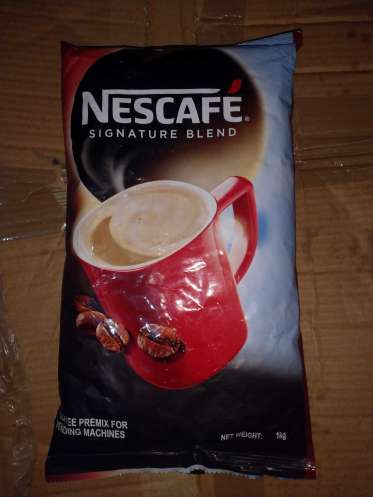 NESCAFÉ®
SIGNATURE BLEND
PREMIX FOR
MACHINES
NET WEIGHT: 1kg